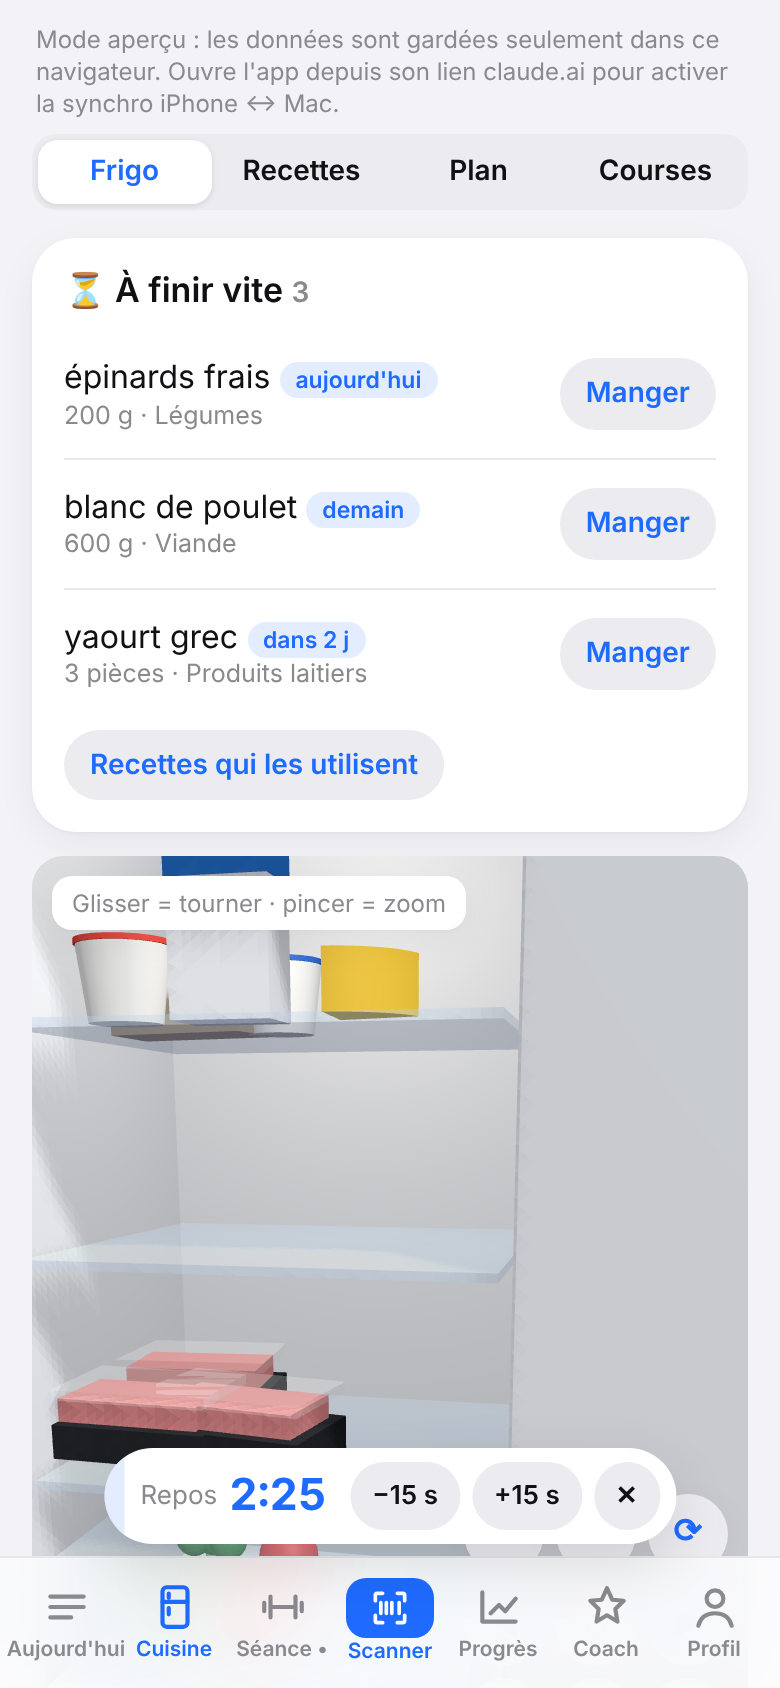 Mode aperçu : les données sont gardées seulement dans ce
navigateur. Ouvre l'app depuis son lien claude.ai pour activer
la synchro iPhone ↔ Mac.
Frigo Recettes Plan Courses
⏳ À finir vite 3
épinards frais aujourd'hui Manger
200 g · Légumes
blanc de poulet demain Manger
600 g · Viande
yaourt grec dans 2 j Manger
3 pièces · Produits laitiers
Recettes qui les utilisent
Glisser = tourner · pincer = zoom
Repos 2:25 −15 s +15 s ✕
Aujourd'hui Cuisine Séance • Scanner Progrès Coach Profil